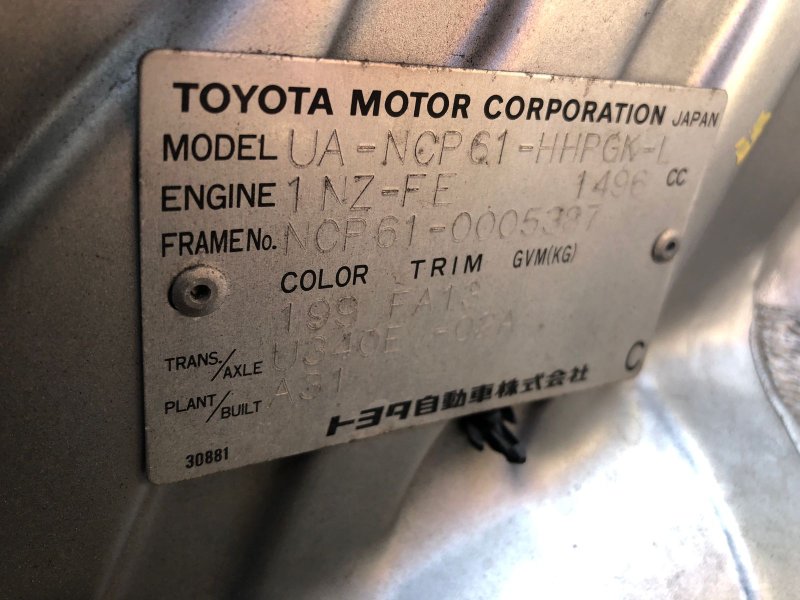 TOYOTA MOTOR CORPORATION JAPAN
MODEL UA-NCP61-HHPGK-L
ENGINE 1NZ-FE 1496 CC
FRAME No. NCP61-0005397
COLOR TRIM GVM(KG)
199 FA13
TRANS./AXLE U340E -02A
PLANT/BUILT A51
トヨタ自動車株式会社 C
30881